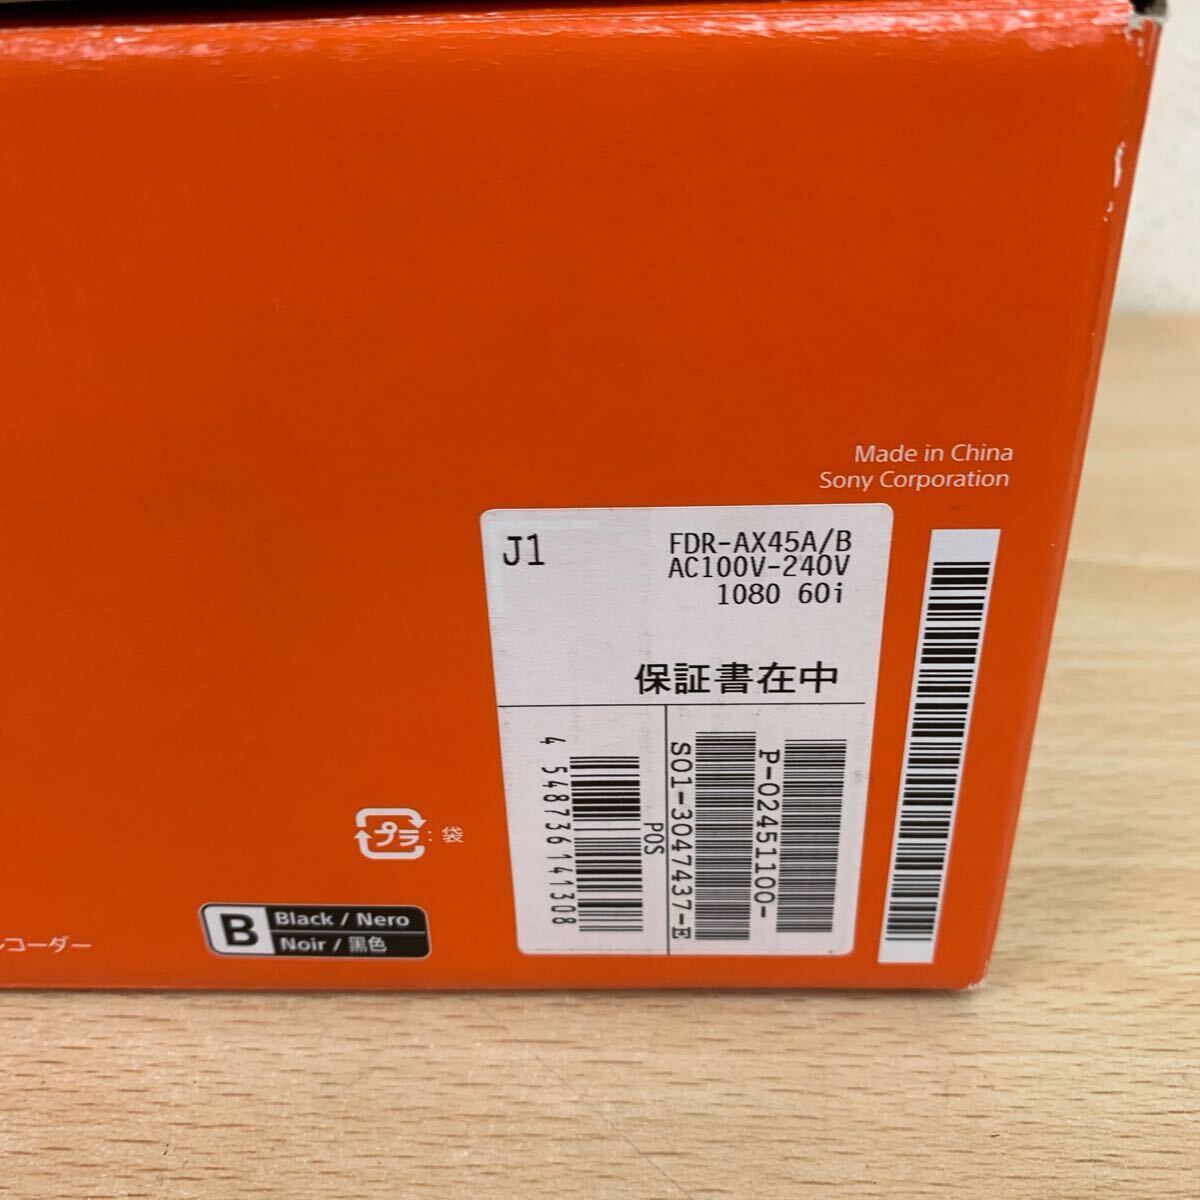 Made in China
Sony Corporation
J1
FDR-AX45A/B
AC100V-240V
1080 60i
保証書在中
4 548736 141308
POS
S01-3047437-E
P-02451100-
プラ : 袋
B
Black / Nero
Noir / 黒色
レコーダー